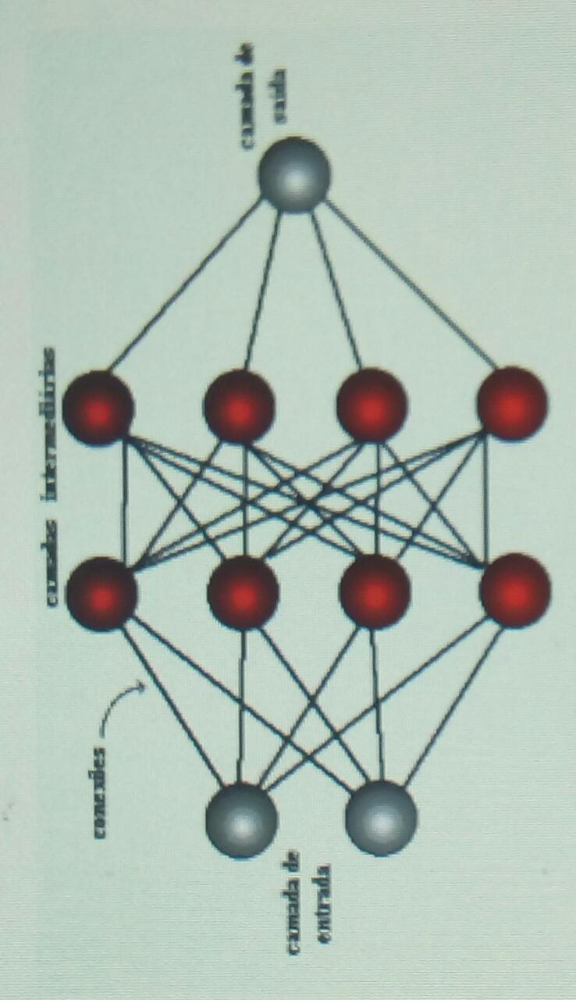 camadas intermediárias
conexões
camada de
entrada
camada de
saída